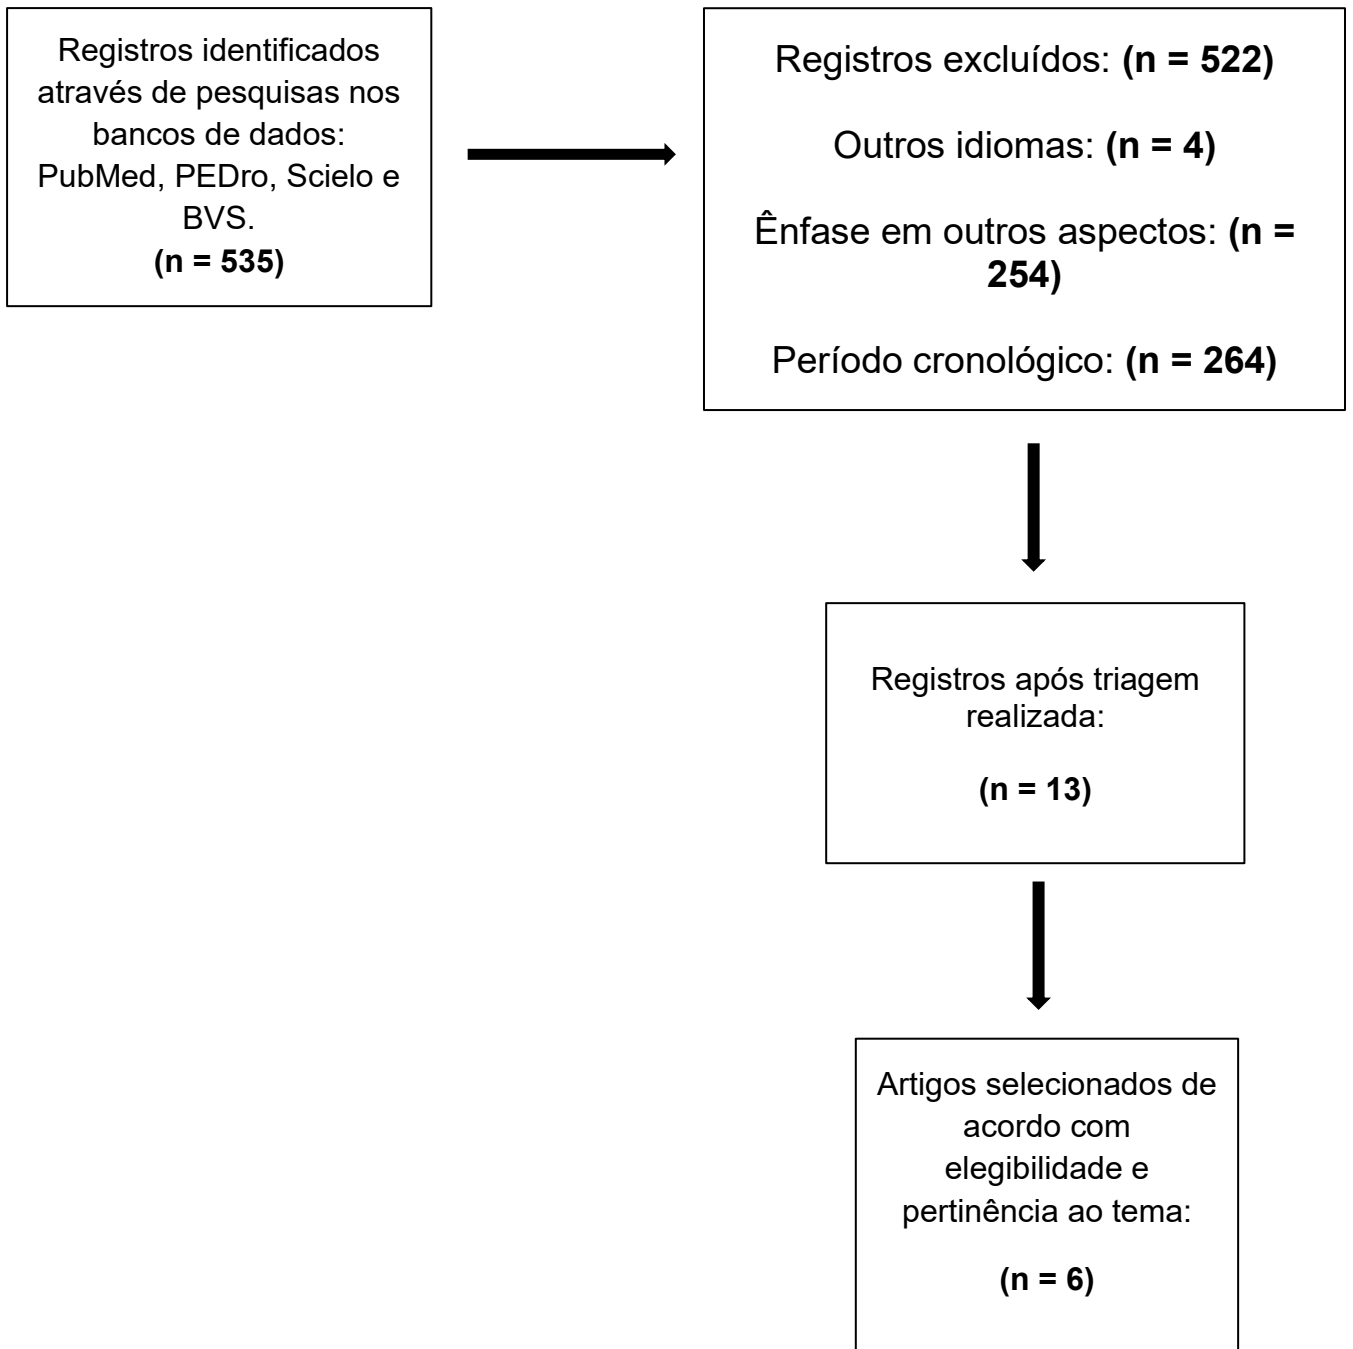 Registros identificados
através de pesquisas nos
bancos de dados:
PubMed, PEDro, Scielo e
BVS.
(n = 535)
Registros excluídos: (n = 522)
Outros idiomas: (n = 4)
Ênfase em outros aspectos: (n =
254)
Período cronológico: (n = 264)
Registros após triagem
realizada:
(n = 13)
Artigos selecionados de
acordo com
elegibilidade e
pertinência ao tema:
(n = 6)